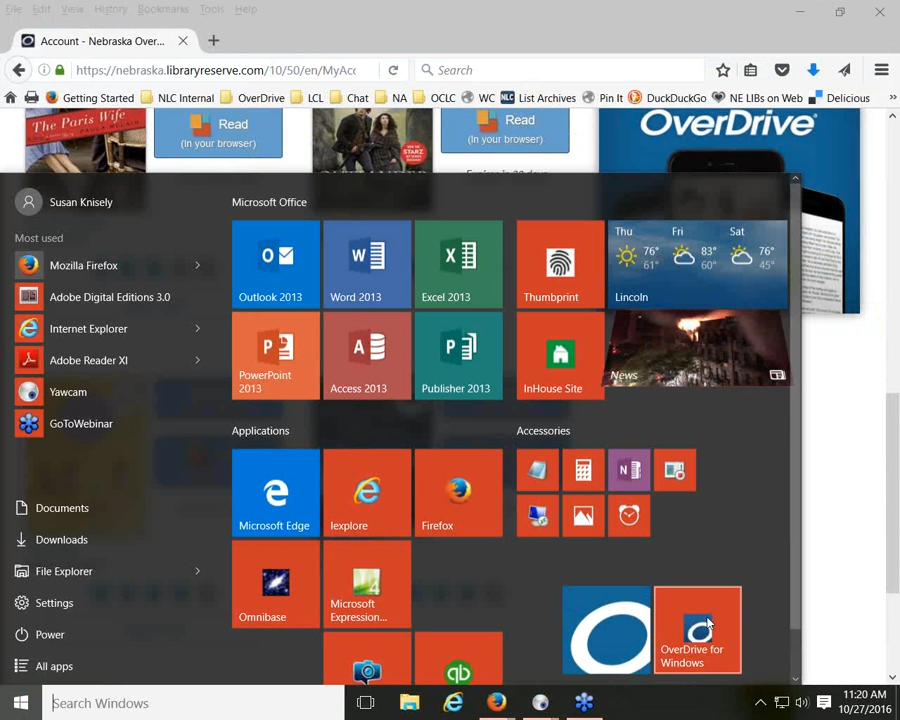 File Edit View History Bookmarks Tools Help
Account - Nebraska Over...
https://nebraska.libraryreserve.com/10/50/en/MyAcc
Search
Getting Started NLC Internal OverDrive LCL Chat NA OCLC WC NLC List Archives Pin It DuckDuckGo NE LIBs on Web Delicious
The Paris Wife
Read
(In your browser)
STARZ
Read
(In your browser)
OverDrive
Susan Knisely
Most used
Mozilla Firefox
Adobe Digital Editions 3.0
Internet Explorer
Adobe Reader XI
Yawcam
GoToWebinar
Documents
Downloads
File Explorer
Settings
Power
All apps
Microsoft Office
Outlook 2013
Word 2013
Excel 2013
PowerPoint
2013
Access 2013
Publisher 2013
Thumbprint
Thu Fri Sat
76° 83° 76°
61° 60° 45°
Lincoln
InHouse Site
News
Applications
Microsoft Edge
Iexplore
Firefox
Omnibase
Microsoft
Expression...
Accessories
OverDrive for
Windows
Search Windows
11:20 AM
10/27/2016